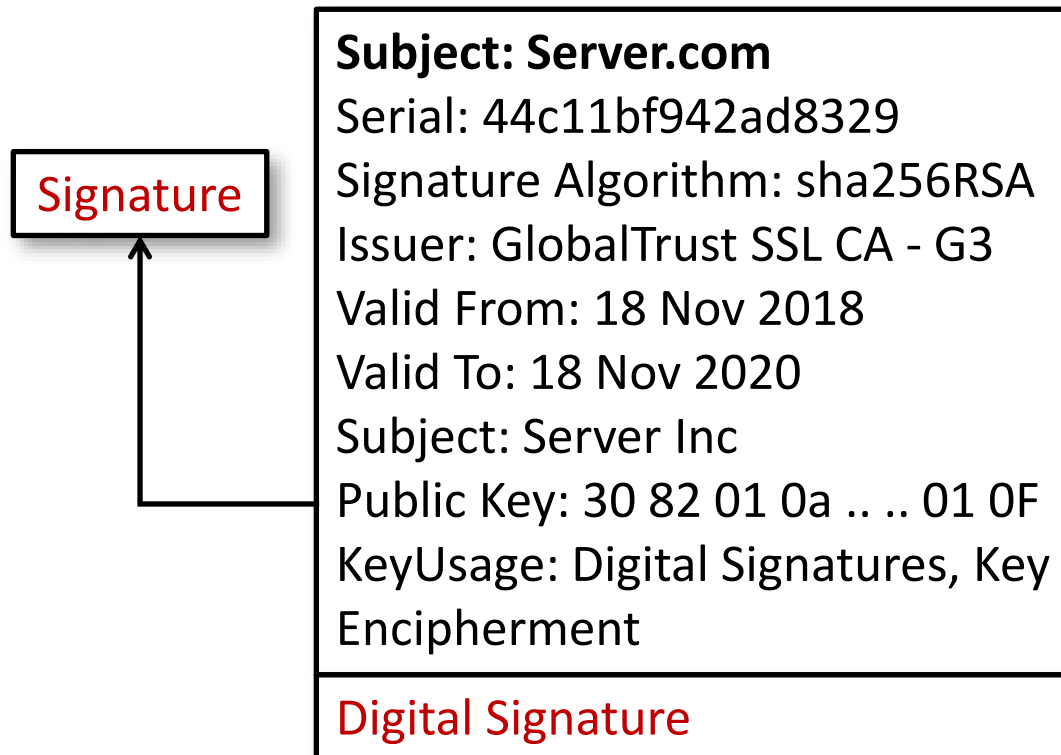 Subject: Server.com
Serial: 44c11bf942ad8329
Signature
Signature Algorithm: sha256RSA
Issuer: GlobalTrust SSL CA - G3
Valid From: 18 Nov 2018
Valid To: 18 Nov 2020
Subject: Server Inc
Public Key: 30 82 01 0a .. .. 01 0F
KeyUsage: Digital Signatures, Key
Encipherment
Digital Signature